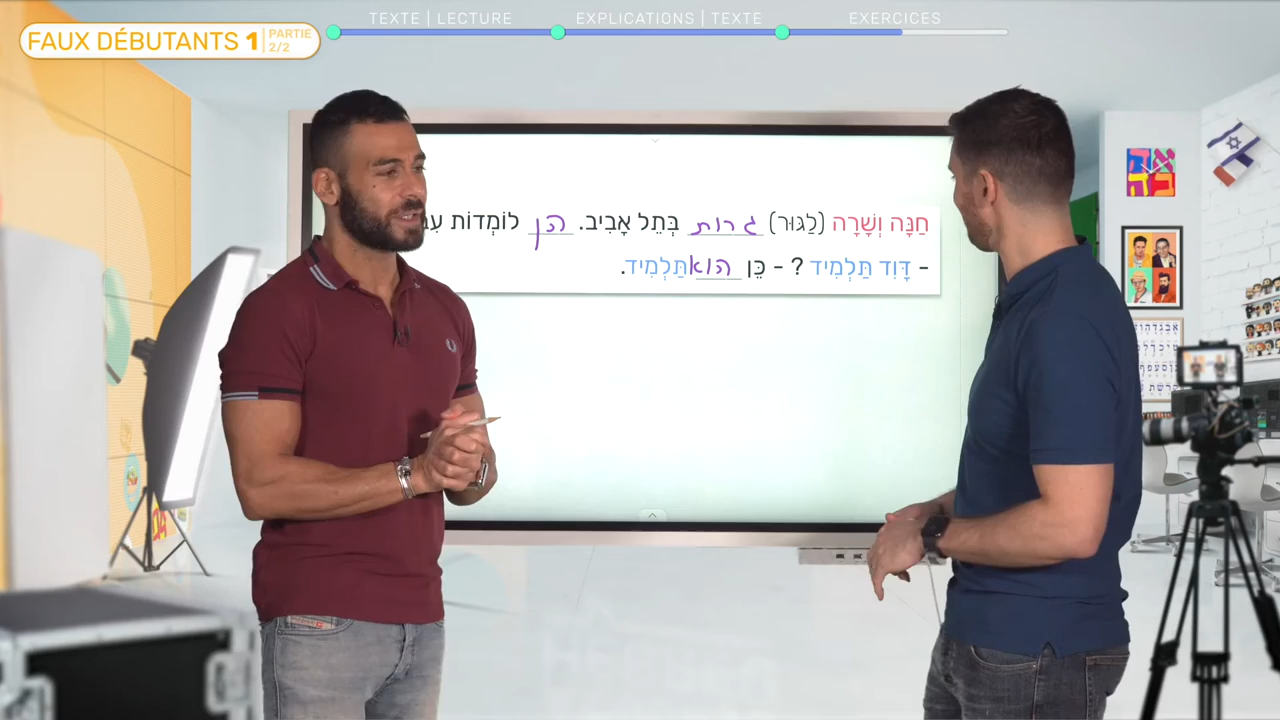 TEXTE | LECTURE
EXPLICATIONS | TEXTE
EXERCICES
FAUX DÉBUTANTS 1 | PARTIE 2/2
חַנָּה וְשָׂרָה (לַגּוּר) גרות בְּתֵל אָבִיב. הן לוֹמְדוֹת
- דָּוִד תַּלְמִיד ? - כֵּן הוא תַּלְמִיד.